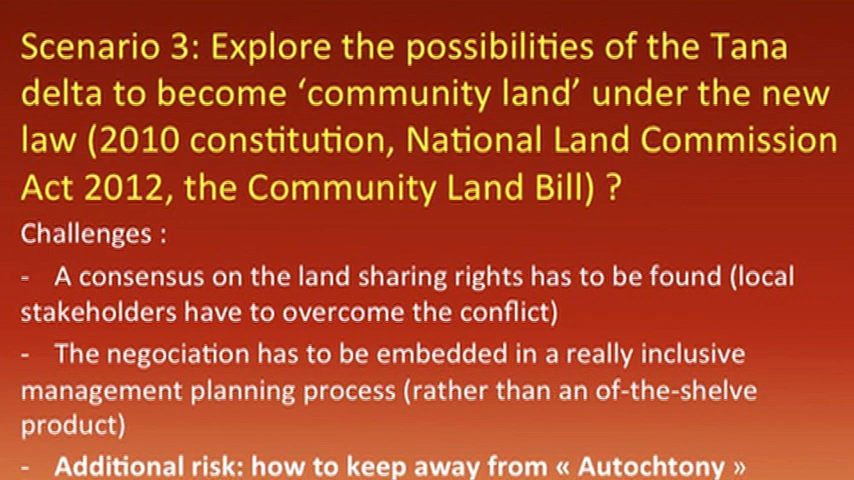 Scenario 3: Explore the possibilities of the Tana
delta to become ‘community land’ under the new
law (2010 constitution, National Land Commission
Act 2012, the Community Land Bill) ?
Challenges :
- A consensus on the land sharing rights has to be found (local
stakeholders have to overcome the conflict)
- The negociation has to be embedded in a really inclusive
management planning process (rather than an of-the-shelve
product)
- Additional risk: how to keep away from « Autochtony »